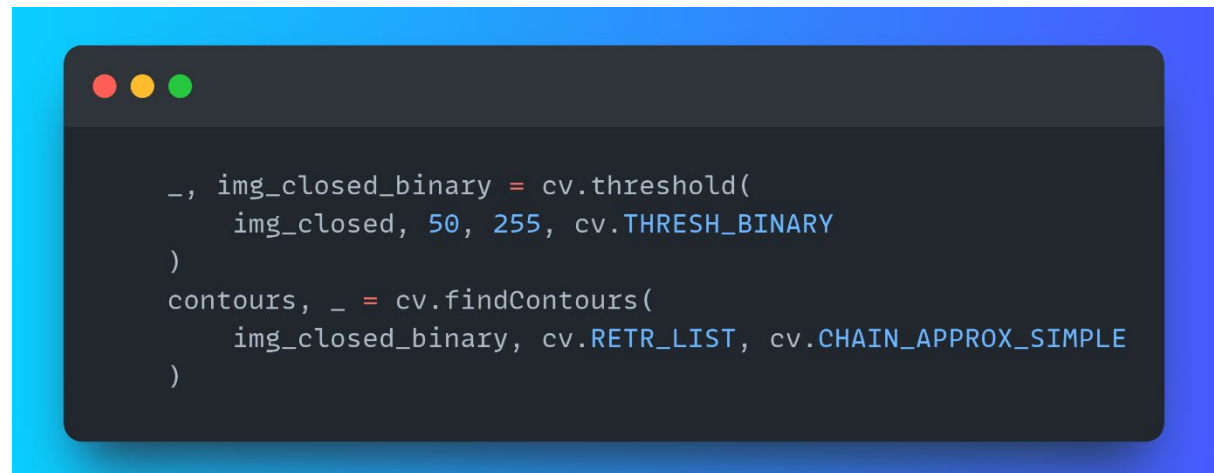 _, img_closed_binary = cv.threshold(
    img_closed, 50, 255, cv.THRESH_BINARY
)
contours, _ = cv.findContours(
    img_closed_binary, cv.RETR_LIST, cv.CHAIN_APPROX_SIMPLE
)